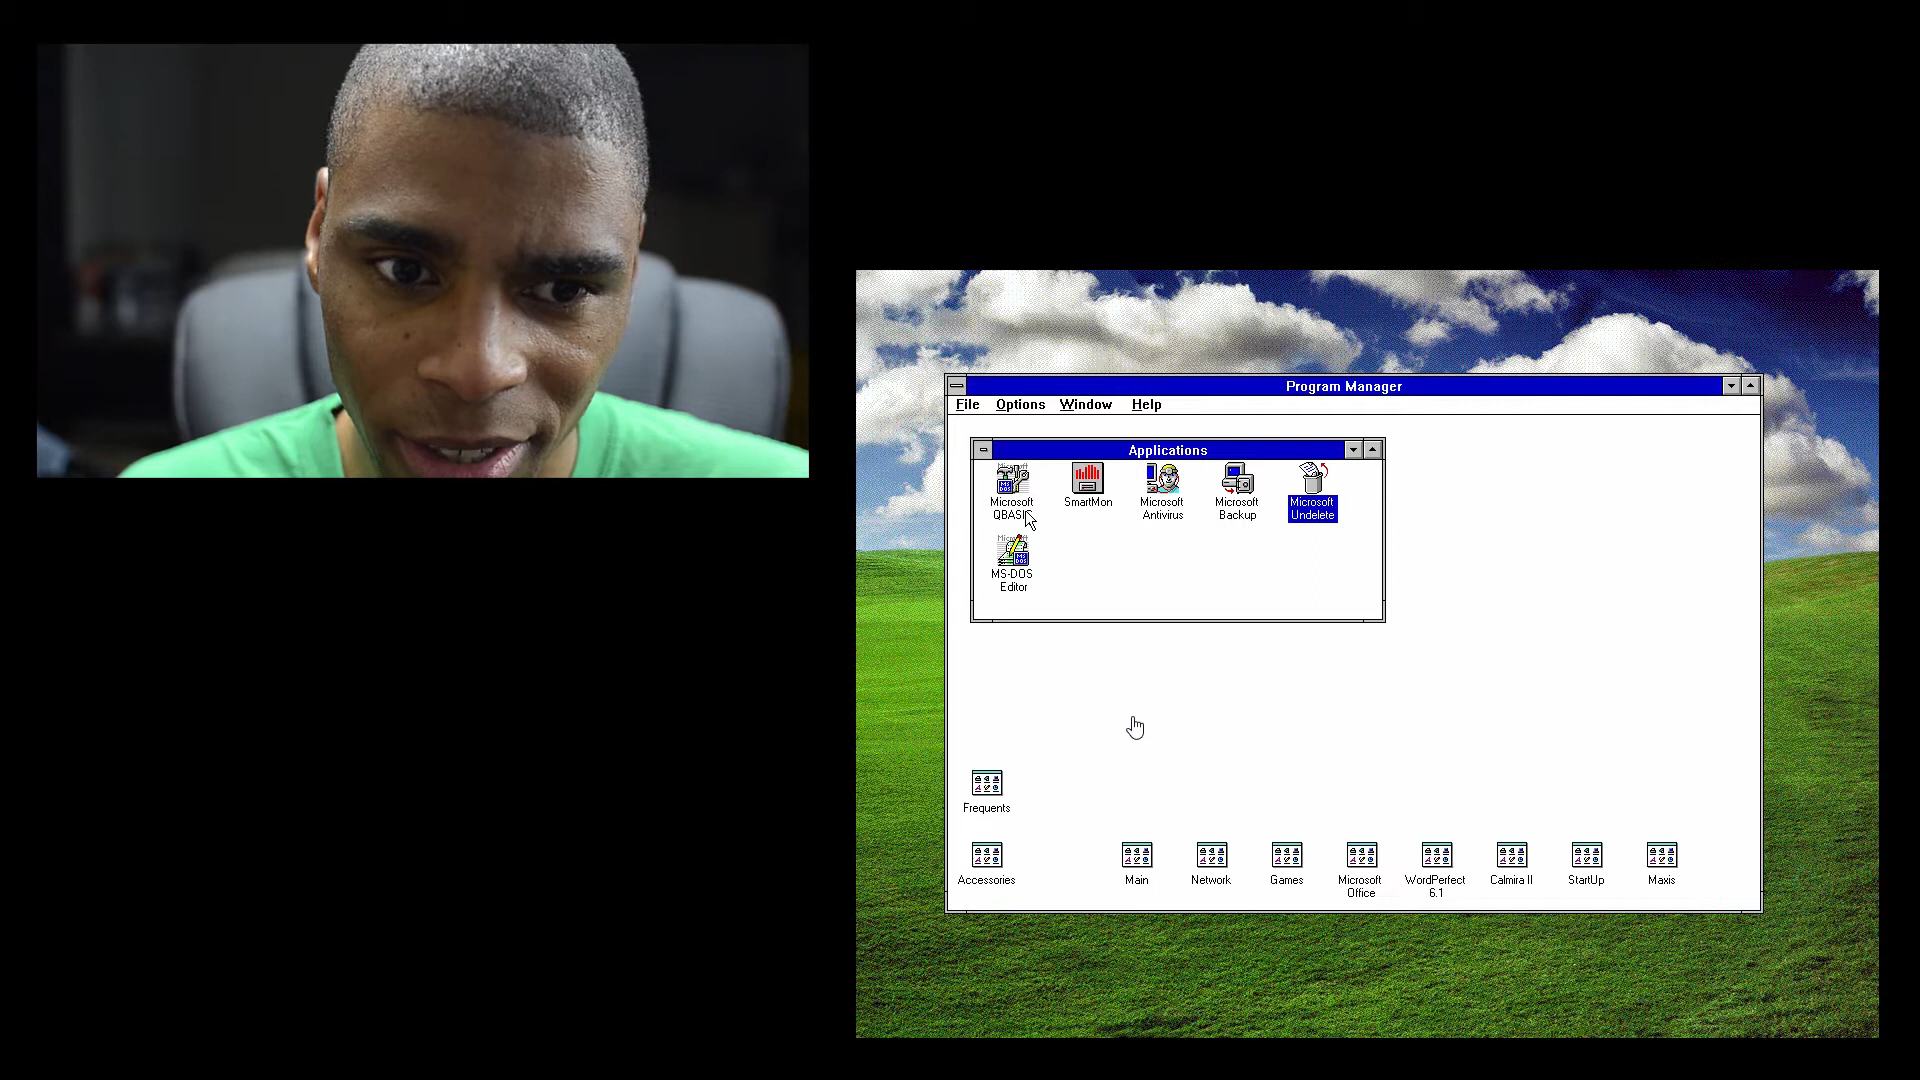 Program Manager
File Options Window Help
Applications
Microsoft
QBASIC
SmartMon
Microsoft
Antivirus
Microsoft
Backup
Microsoft
Undelete
MS-DOS
Editor
Frequents
Accessories
Main
Network
Games
Microsoft
Office
WordPerfect
6.1
Calmira II
StartUp
Maxis